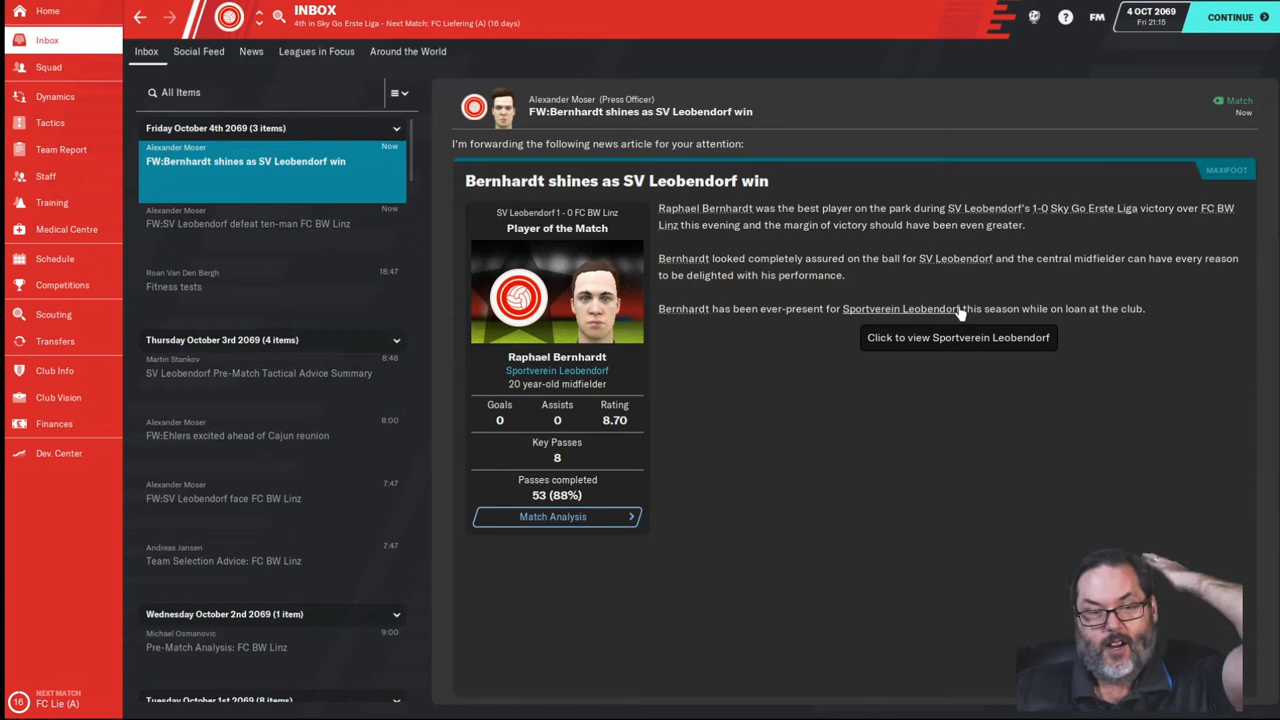 Home
Inbox
Squad
Dynamics
Tactics
Team Report
Staff
Training
Medical Centre
Schedule
Competitions
Scouting
Transfers
Club Info
Club Vision
Finances
Dev. Center
16
NEXT MATCH
FC Lie (A)
INBOX
4th in Sky Go Erste Liga - Next Match: FC Liefering (A) (16 days)
?
FM
4 OCT 2069
Fri 21:15
CONTINUE
Inbox
Social Feed
News
Leagues in Focus
Around the World
All Items
Friday October 4th 2069 (3 items)
Alexander Moser
Now
FW:Bernhardt shines as SV Leobendorf win
Alexander Moser
Now
FW:SV Leobendorf defeat ten-man FC BW Linz
Roan Van Den Bergh
18:47
Fitness tests
Thursday October 3rd 2069 (4 items)
Martin Stankov
8:48
SV Leobendorf Pre-Match Tactical Advice Summary
Alexander Moser
8:00
FW:Ehlers excited ahead of Cajun reunion
Alexander Moser
7:47
FW:SV Leobendorf face FC BW Linz
Andreas Jansen
7:47
Team Selection Advice: FC BW Linz
Wednesday October 2nd 2069 (1 item)
Michael Osmanovic
9:00
Pre-Match Analysis: FC BW Linz
Tuesday October 1st 2069 (8 items)
Alexander Moser (Press Officer)
FW:Bernhardt shines as SV Leobendorf win
Match
Now
I'm forwarding the following news article for your attention:
MAXIFOOT
Bernhardt shines as SV Leobendorf win
SV Leobendorf 1 - 0 FC BW Linz
Player of the Match
Raphael Bernhardt
Sportverein Leobendorf
20 year-old midfielder
Goals
Assists
Rating
0
0
8.70
Key Passes
8
Passes completed
53 (88%)
Match Analysis
Raphael Bernhardt was the best player on the park during SV Leobendorf's 1-0 Sky Go Erste Liga victory over FC BW
Linz this evening and the margin of victory should have been even greater.
Bernhardt looked completely assured on the ball for SV Leobendorf and the central midfielder can have every reason
to be delighted with his performance.
Bernhardt has been ever-present for Sportverein Leobendorf this season while on loan at the club.
Click to view Sportverein Leobendorf